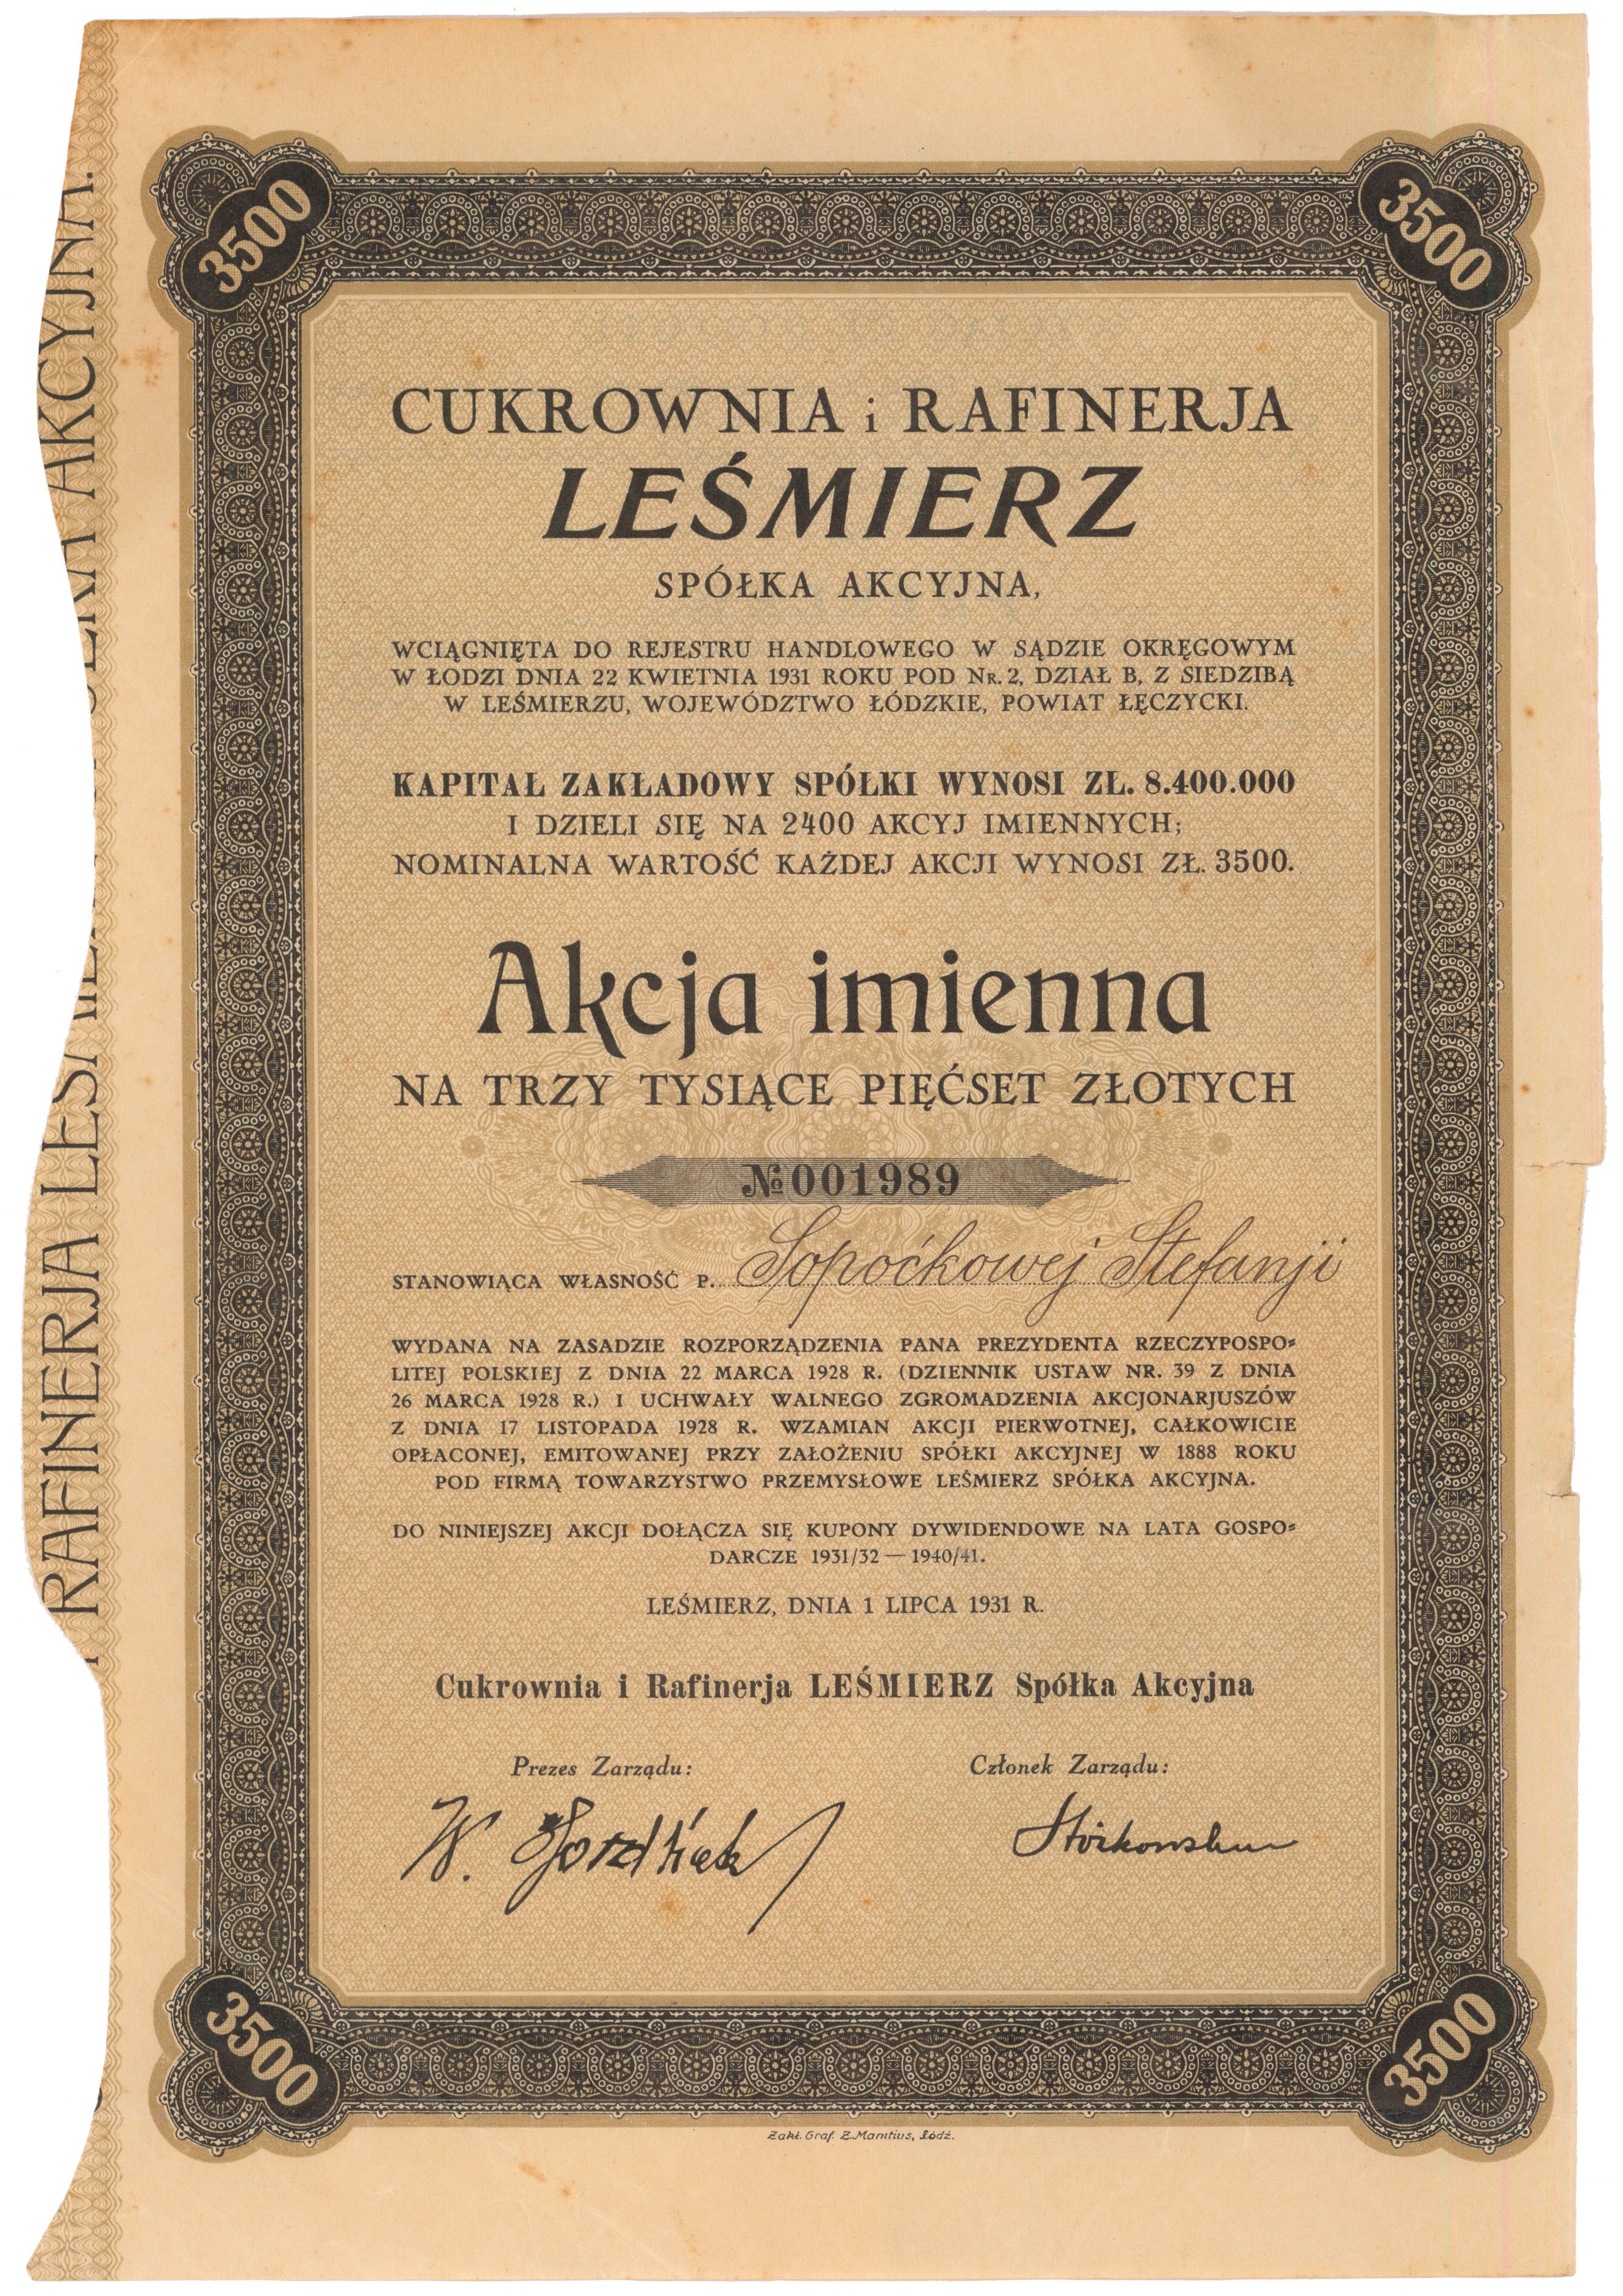 3500
3500
CUKROWNIA i RAFINERJA
LEŚMIERZ
SPÓŁKA AKCYJNA,
WCIĄGNIĘTA DO REJESTRU HANDLOWEGO W SĄDZIE OKRĘGOWYM
W ŁODZI DNIA 22 KWIETNIA 1931 ROKU POD NR. 2, DZIAŁ B, Z SIEDZIBĄ
W LEŚMIERZU, WOJEWÓDZTWO ŁÓDZKIE, POWIAT ŁĘCZYCKI.
KAPITAŁ ZAKŁADOWY SPÓŁKI WYNOSI ZŁ. 8.400.000
I DZIELI SIĘ NA 2400 AKCYJ IMIENNYCH;
NOMINALNA WARTOŚĆ KAŻDEJ AKCJI WYNOSI ZŁ. 3500.
Akcja imienna
NA TRZY TYSIĄCE PIĘĆSET ZŁOTYCH
№ 001989
STANOWIĄCA WŁASNOŚĆ P. Sopoćkowej Stefanji
WYDANA NA ZASADZIE ROZPORZĄDZENIA PANA PREZYDENTA RZECZYPOSPO=
LITEJ POLSKIEJ Z DNIA 22 MARCA 1928 R. (DZIENNIK USTAW NR. 39 Z DNIA
26 MARCA 1928 R.) I UCHWAŁY WALNEGO ZGROMADZENIA AKCJONARJUSZÓW
Z DNIA 17 LISTOPADA 1928 R. WZAMIAN AKCJI PIERWOTNEJ, CAŁKOWICIE
OPŁACONEJ, EMITOWANEJ PRZY ZAŁOŻENIU SPÓŁKI AKCYJNEJ W 1888 ROKU
POD FIRMĄ TOWARZYSTWO PRZEMYSŁOWE LEŚMIERZ SPÓŁKA AKCYJNA.
DO NINIEJSZEJ AKCJI DOŁĄCZA SIĘ KUPONY DYWIDENDOWE NA LATA GOSPO=
DARCZE 1931/32 — 1940/41.
LEŚMIERZ, DNIA 1 LIPCA 1931 R.
Cukrownia i Rafinerja LEŚMIERZ Spółka Akcyjna
Prezes Zarządu:
Członek Zarządu:
W.
3500
3500
Zakł. Graf. Z. Manitius, Łódź.
RAFINERJA LEŚMIERZ SPÓŁKA AKCYJNA.